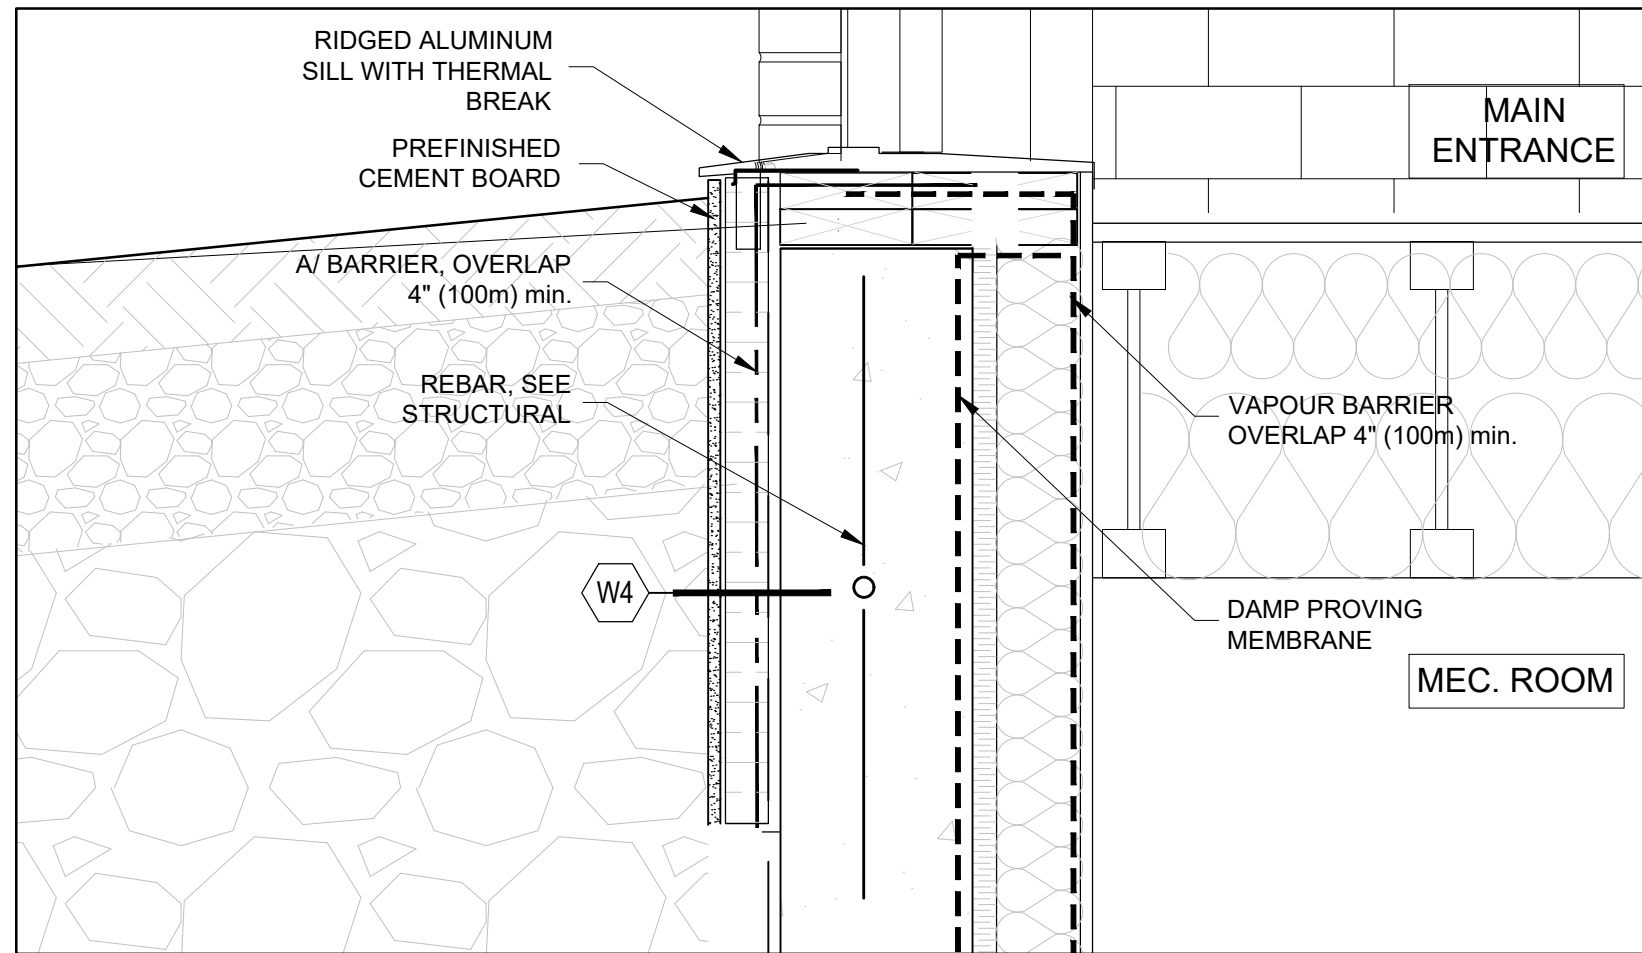 RIDGED ALUMINUM
SILL WITH THERMAL
BREAK
PREFINISHED
CEMENT BOARD
A/ BARRIER, OVERLAP
4" (100m) min.
REBAR, SEE
STRUCTURAL
W4
MAIN
ENTRANCE
VAPOUR BARRIER
OVERLAP 4" (100m) min.
DAMP PROVING
MEMBRANE
MEC. ROOM